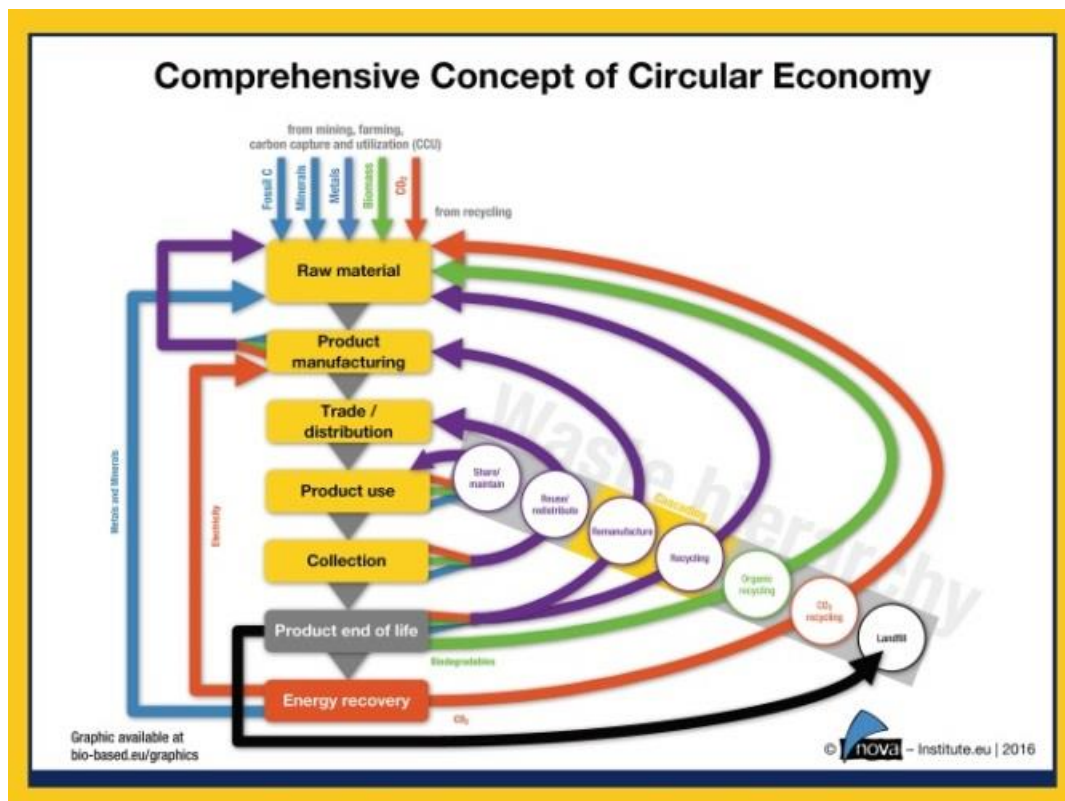 Comprehensive Concept of Circular Economy
from mining, farming,
carbon capture and utilization (CCU)
Fossil C
Minerals
Metals
Biomass
CO₂
from recycling
Raw material
Product
manufacturing
Trade /
distribution
Product use
Collection
Product end of life
Energy recovery
Metals and Minerals
Electricity
Waste hierarchy
Cascading
Share/
maintain
Reuse/
redistribute
Remanufacture
Recycling
Organic
recycling
CO₂
recycling
Landfill
Biodegradables
CO₂
Graphic available at
bio-based.eu/graphics
© nova – Institute.eu | 2016